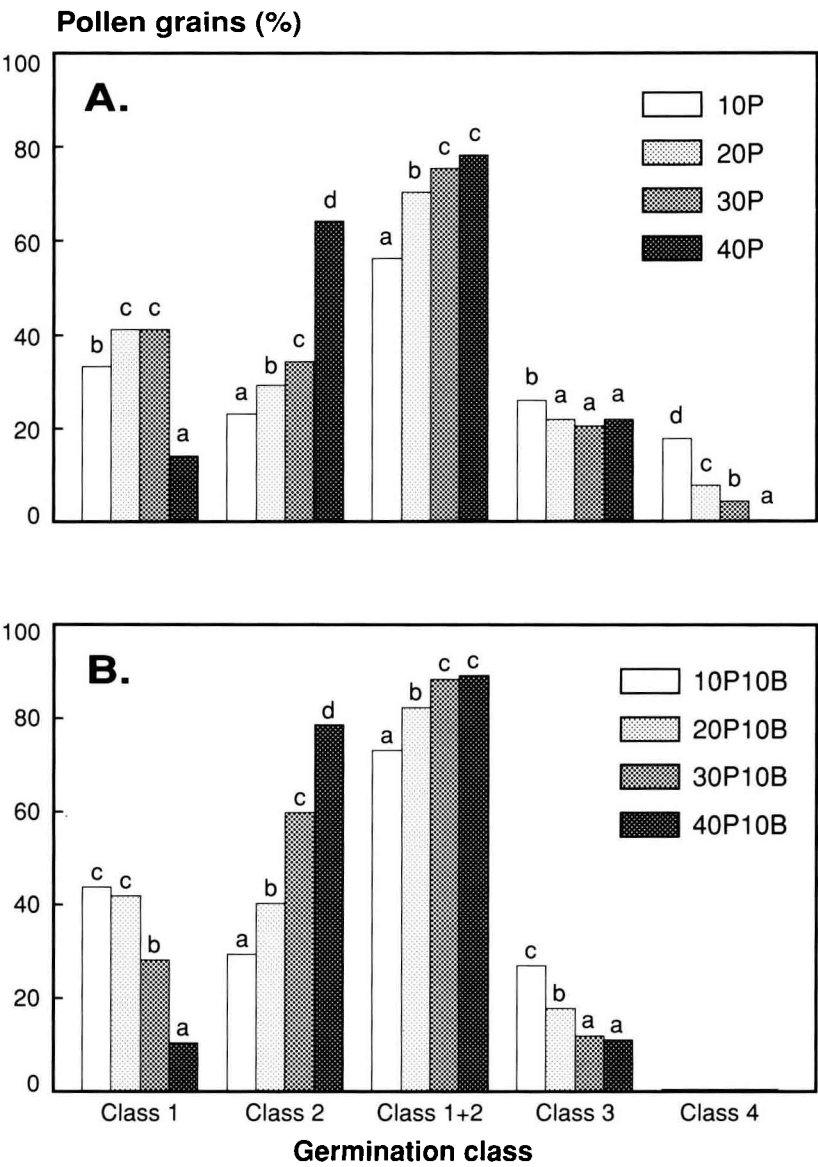 Pollen grains (%)
100
80
60
40
20
0
A.
10P
20P
30P
40P
b c c a
a b c d
a b c c
b a a a
d c b a
100
80
60
40
20
0
B.
10P10B
20P10B
30P10B
40P10B
c c b a
a b c d
a b c c
c b a a
Class 1 Class 2 Class 1+2 Class 3 Class 4
Germination class